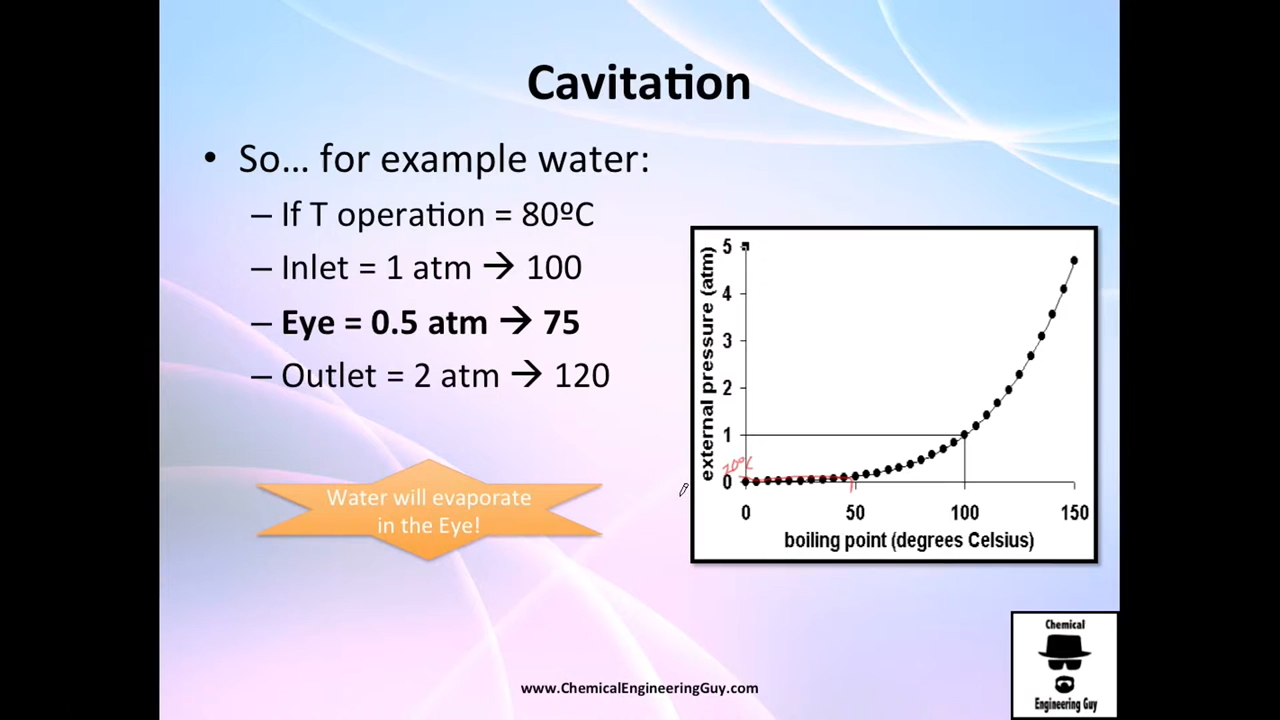 Cavitation
• So... for example water:
– If T operation = 80ºC
– Inlet = 1 atm → 100
– Eye = 0.5 atm → 75
– Outlet = 2 atm → 120
Water will evaporate
in the Eye!
external pressure (atm)
5
4
3
2
1
0
0 50 100 150
boiling point (degrees Celsius)
www.ChemicalEngineeringGuy.com
Chemical
Engineering Guy